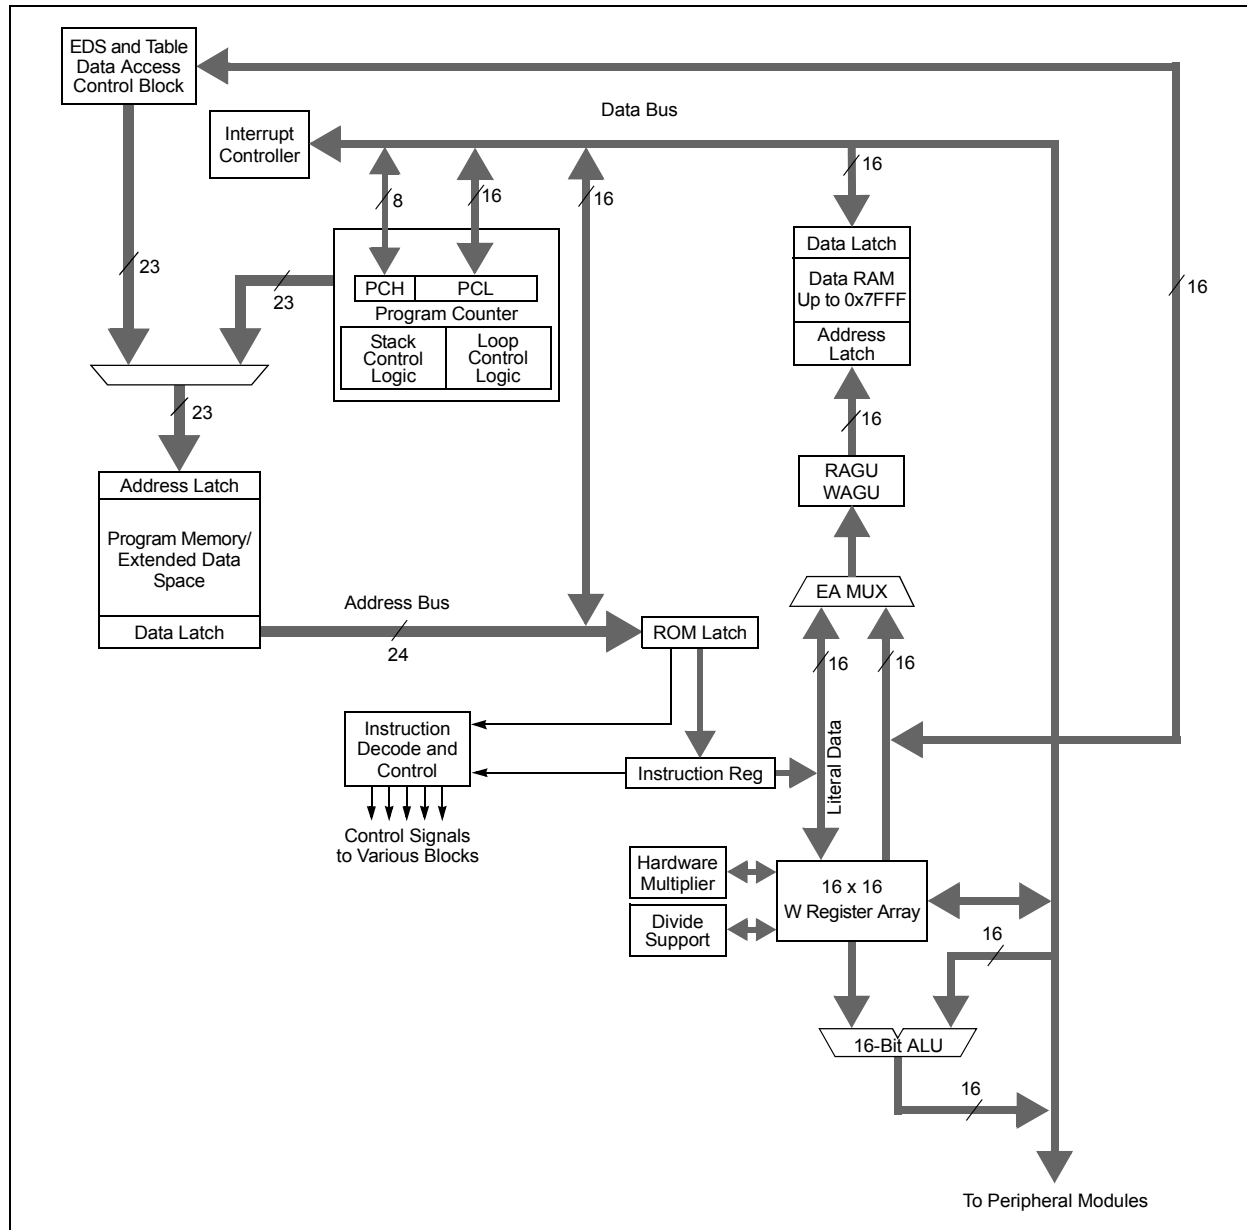 EDS and Table
Data Access
Control Block
Data Bus
Interrupt
Controller
16
8
16
16
Data Latch
Data RAM
Up to 0x7FFF
Address
Latch
23
23
16
PCH
PCL
Program Counter
Stack
Control
Logic
Loop
Control
Logic
23
16
RAGU
WAGU
Address Latch
Program Memory/
Extended Data
Space
Data Latch
EA MUX
Address Bus
24
ROM Latch
16
16
Instruction
Decode and
Control
Instruction Reg
Literal Data
Control Signals
to Various Blocks
Hardware
Multiplier
16 x 16
W Register Array
Divide
Support
16
16-Bit ALU
16
To Peripheral Modules